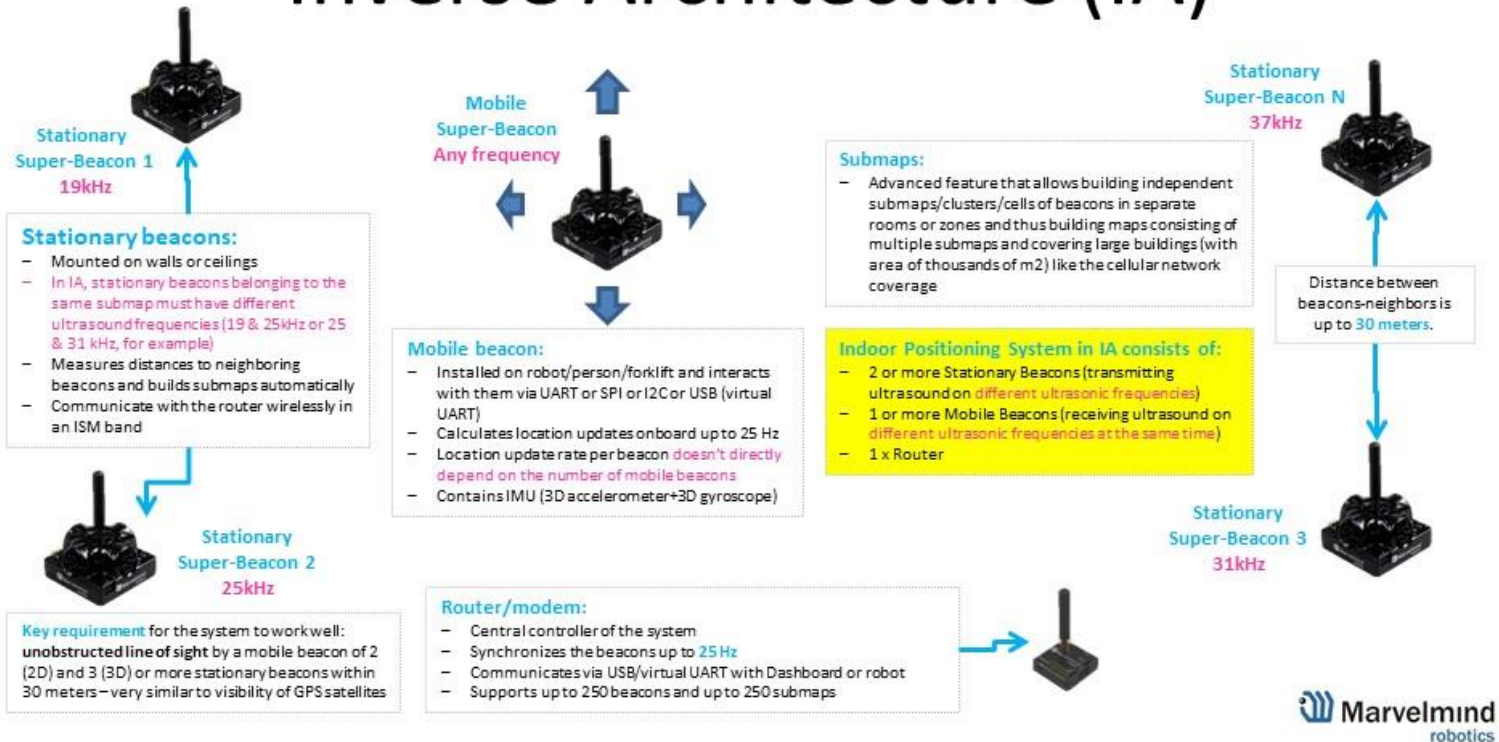 Inverse Architecture (IA)
Stationary
Super-Beacon 1
19kHz
Mobile
Super-Beacon
Any frequency
Stationary
Super-Beacon N
37kHz
Stationary beacons:
– Mounted on walls or ceilings
– In IA, stationary beacons belonging to the
same submap must have different
ultrasound frequencies (19 & 25kHz or 25
& 31 kHz, for example)
– Measures distances to neighboring
beacons and builds submaps automatically
– Communicate with the router wirelessly in
an ISM band
Submaps:
– Advanced feature that allows building independent
submaps/clusters/cells of beacons in separate
rooms or zones and thus building maps consisting of
multiple submaps and covering large buildings (with
area of thousands of m2) like the cellular network
coverage
Distance between
beacons-neighbors is
up to 30 meters.
Mobile beacon:
– Installed on robot/person/forklift and interacts
with them via UART or SPI or I2C or USB (virtual
UART)
– Calculates location updates onboard up to 25 Hz
– Location update rate per beacon doesn't directly
depend on the number of mobile beacons
– Contains IMU (3D accelerometer+3D gyroscope)
Indoor Positioning System in IA consists of:
– 2 or more Stationary Beacons (transmitting
ultrasound on different ultrasonic frequencies)
– 1 or more Mobile Beacons (receiving ultrasound on
different ultrasonic frequencies at the same time)
– 1 x Router
Stationary
Super-Beacon 2
25kHz
Stationary
Super-Beacon 3
31kHz
Key requirement for the system to work well:
unobstructed line of sight by a mobile beacon of 2
(2D) and 3 (3D) or more stationary beacons within
30 meters – very similar to visibility of GPS satellites
Router/modem:
– Central controller of the system
– Synchronizes the beacons up to 25 Hz
– Communicates via USB/virtual UART with Dashboard or robot
– Supports up to 250 beacons and up to 250 submaps
Marvelmind
robotics